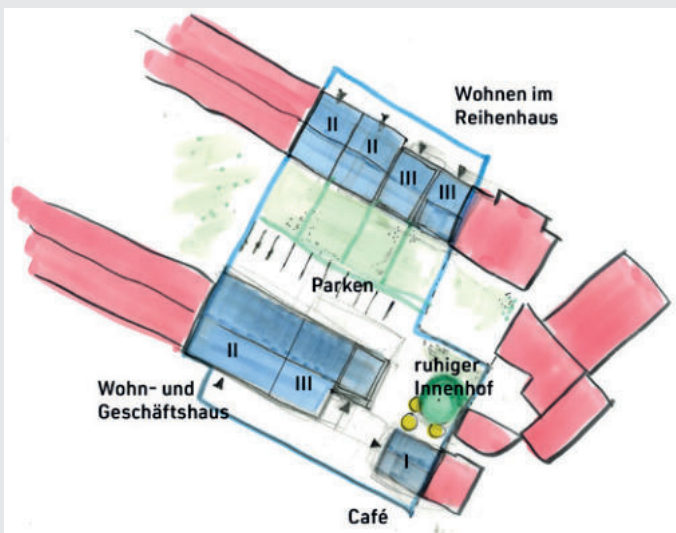 Wohnen im
Reihenhaus
II
II
III
III
Parken
II
III
ruhiger
Innenhof
Wohn- und
Geschäftshaus
I
Café